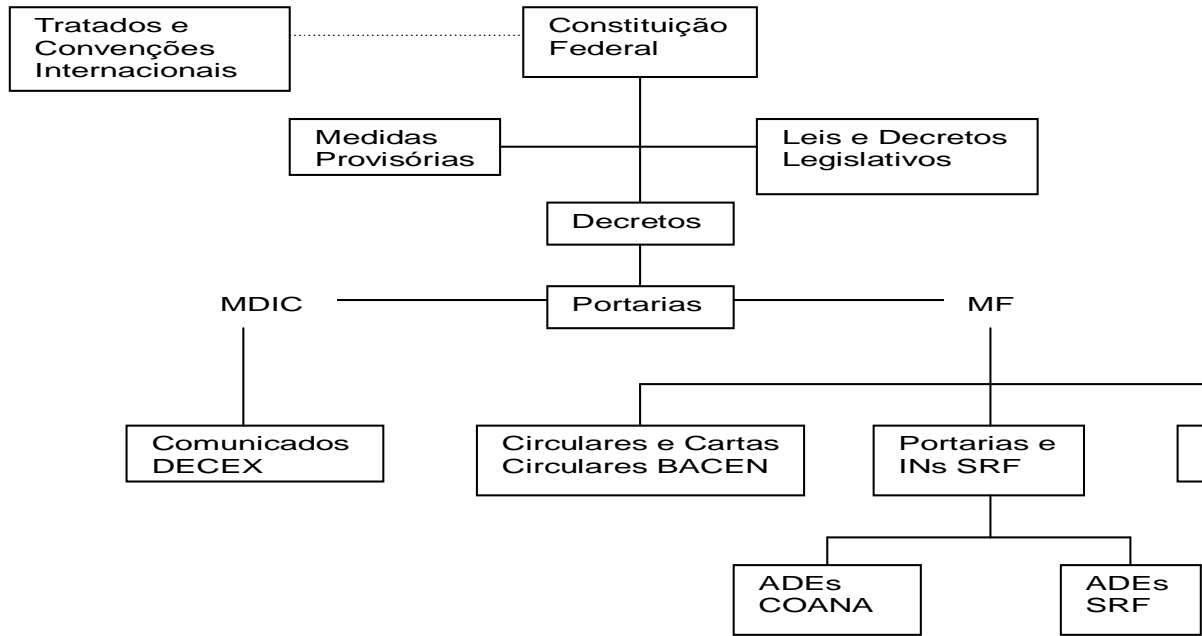 Tratados e
Convenções
Internacionais
Constituição
Federal
Medidas
Provisórias
Leis e Decretos
Legislativos
Decretos
MDIC
Portarias
MF
Comunicados
DECEX
Circulares e Cartas
Circulares BACEN
Portarias e
INs SRF
ADEs
COANA
ADEs
SRF